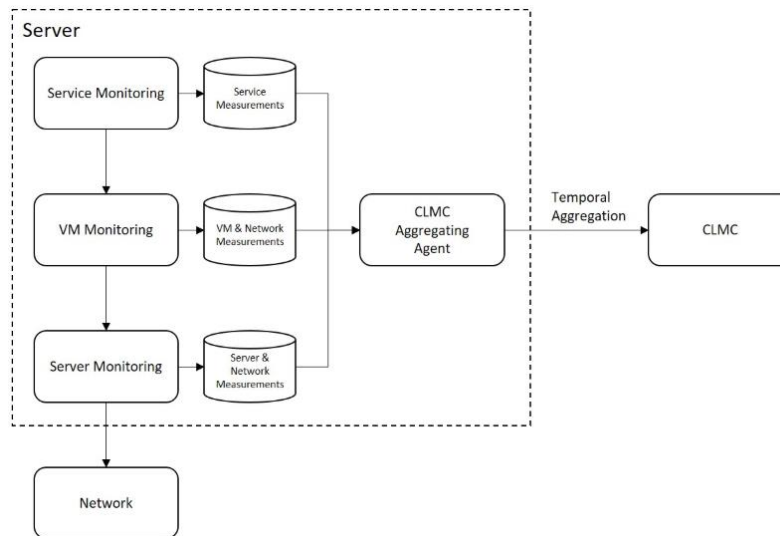 Server
Service Monitoring
Service
Measurements
VM Monitoring
VM & Network
Measurements
CLMC
Aggregating
Agent
Temporal
Aggregation
CLMC
Server Monitoring
Server &
Network
Measurements
Network